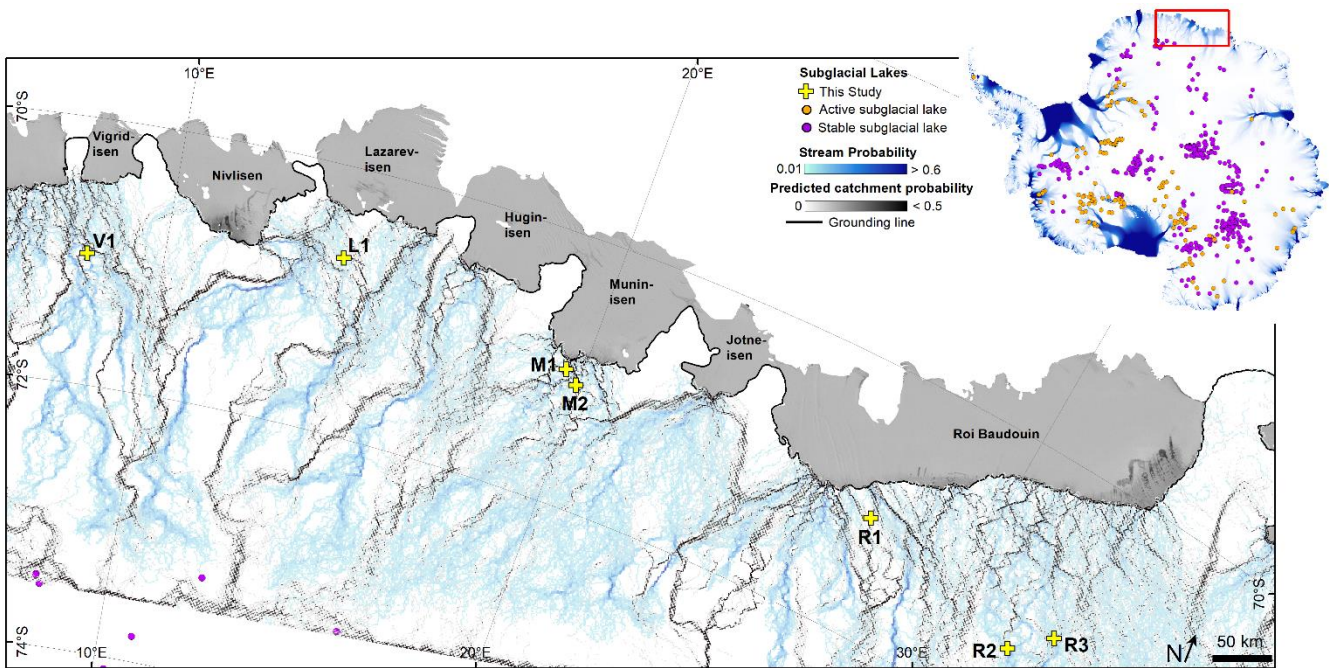 10°E
20°E
70°S
Vigrid-
isen
Nivlisen
Lazarev-
isen
Hugin-
isen
Munin-
isen
Jotne-
isen
Roi Baudouin
V1
L1
M1
M2
R1
R2
R3
72°S
74°S
10°E
20°E
30°E
70°S
N
50 km
Subglacial Lakes
This Study
Active subglacial lake
Stable subglacial lake
Stream Probability
0.01
> 0.6
Predicted catchment probability
0
< 0.5
Grounding line